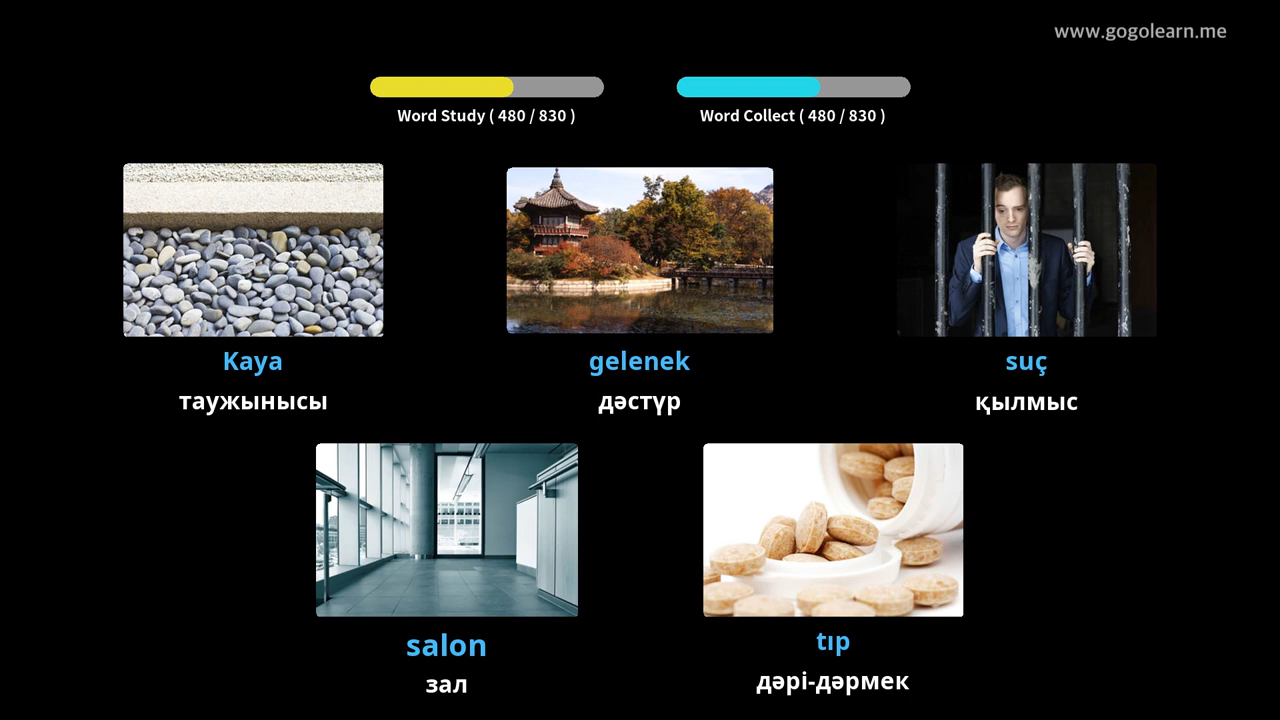 www.gogolearn.me
Word Study ( 480 / 830 )
Word Collect ( 480 / 830 )
Kaya
таужынысы
gelenek
дәстүр
suç
қылмыс
salon
зал
tıp
дәрі-дәрмек